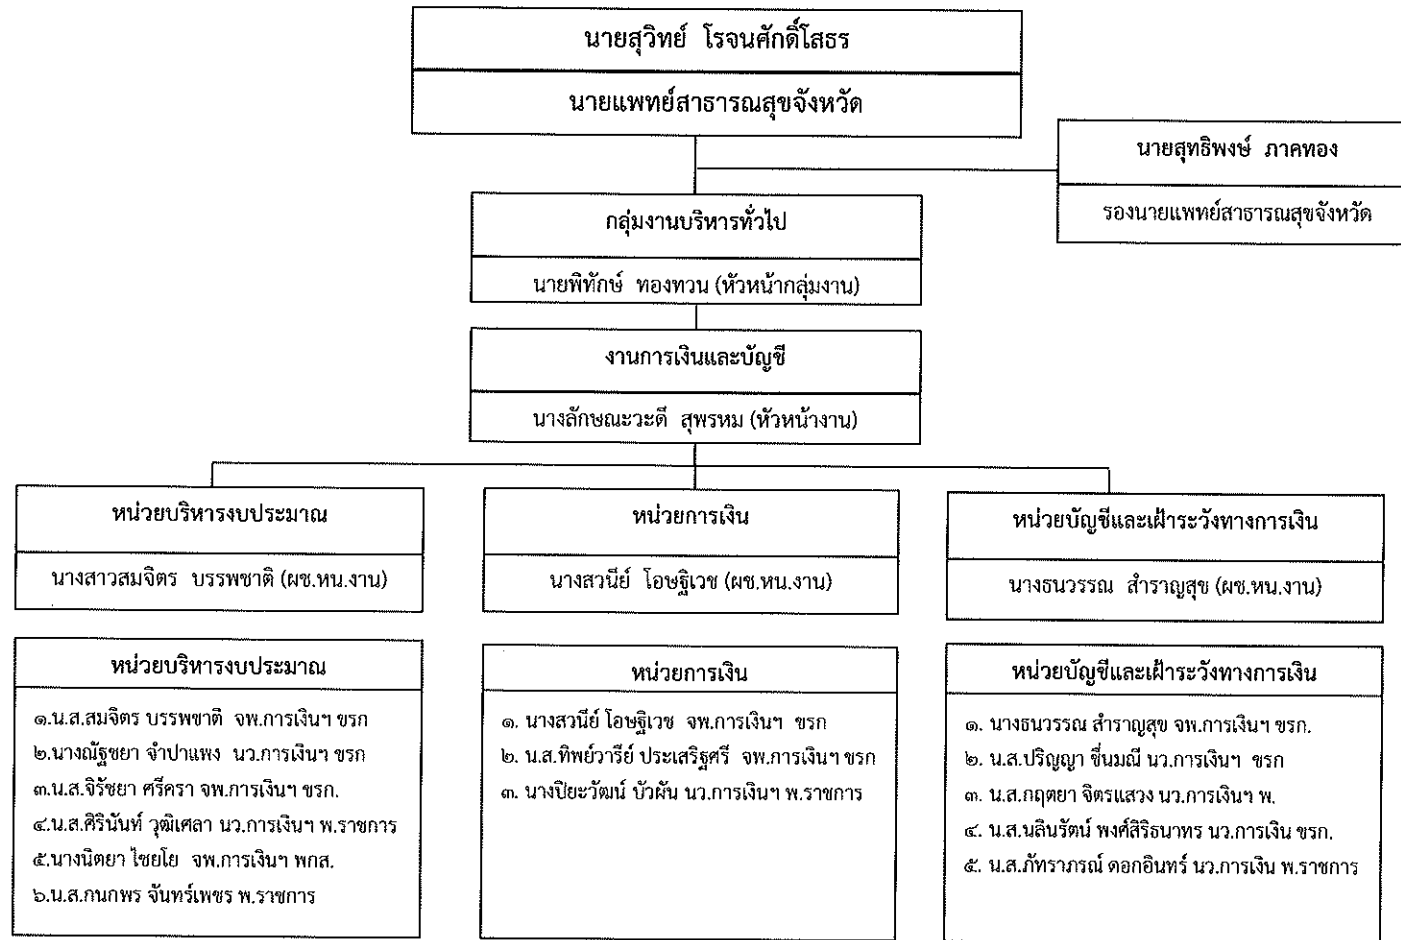 นายสุวิทย์ โรจนศักดิ์โสธร
นายแพทย์สาธารณสุขจังหวัด
นายสุทธิพงษ์ ภาคทอง
รองนายแพทย์สาธารณสุขจังหวัด
กลุ่มงานบริหารทั่วไป
นายพิทักษ์ ทองทวน (หัวหน้ากลุ่มงาน)
งานการเงินและบัญชี
นางลักษณะวะดี สุพรหม (หัวหน้างาน)
หน่วยบริหารงบประมาณ
นางสาวสมจิตร บรรพชาติ (ผช.หน.งาน)
หน่วยการเงิน
นางสวนีย์ โอษฐิเวช (ผช.หน.งาน)
หน่วยบัญชีและเฝ้าระวังทางการเงิน
นางธนวรรณ สำราญสุข (ผช.หน.งาน)
หน่วยบริหารงบประมาณ
๑.น.ส.สมจิตร บรรพชาติ จพ.การเงินฯ ขรก
๒.นางณัฐชยา จำปาแพง นว.การเงินฯ ขรก
๓.น.ส.จิรัชยา ศรีครา จพ.การเงินฯ ขรก.
๔.น.ส.ศิรินันท์ วุฒิเศลา นว.การเงินฯ พ.ราชการ
๕.นางนิตยา ไชยโย จพ.การเงินฯ พกส.
๖.น.ส.กนกพร จันทร์เพชร พ.ราชการ
หน่วยการเงิน
๑. นางสวนีย์ โอษฐิเวช จพ.การเงินฯ ขรก
๒. น.ส.ทิพย์วารีย์ ประเสริฐศรี จพ.การเงินฯ ขรก
๓. นางปิยะวัฒน์ บัวผัน นว.การเงินฯ พ.ราชการ
หน่วยบัญชีและเฝ้าระวังทางการเงิน
๑. นางธนวรรณ สำราญสุข จพ.การเงินฯ ขรก.
๒. น.ส.ปริญญา ชื่นมณี นว.การเงินฯ ขรก
๓. น.ส.กฤตยา จิตรแสวง นว.การเงินฯ พ.
๔. น.ส.นลินรัตน์ พงศ์สิริธนาทร นว.การเงิน ขรก.
๕. น.ส.ภัทราภรณ์ ดอกอินทร์ นว.การเงิน พ.ราชการ